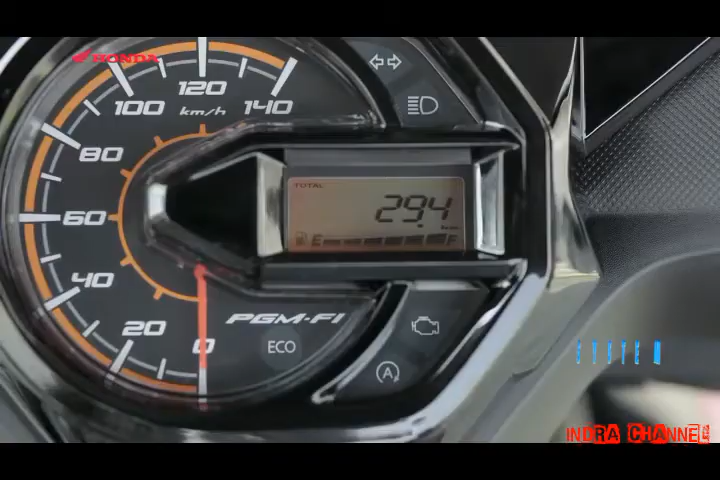 HONDA
120
100
km/h
140
80
TOTAL
29.4
60
km
E
F
40
PGM-FI
20
0
ECO
A
SYSTEM
INDRA CHANNEL